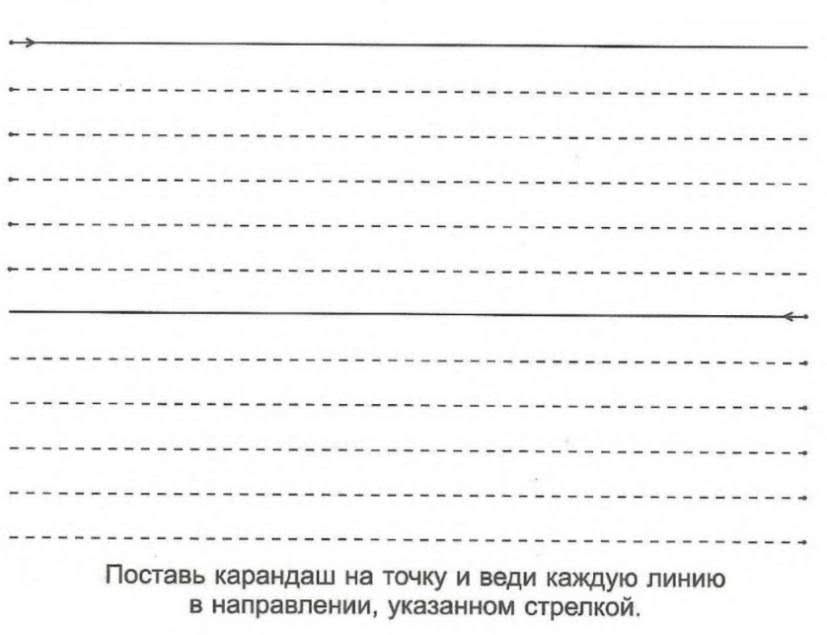 Поставь карандаш на точку и веди каждую линию
в направлении, указанном стрелкой.